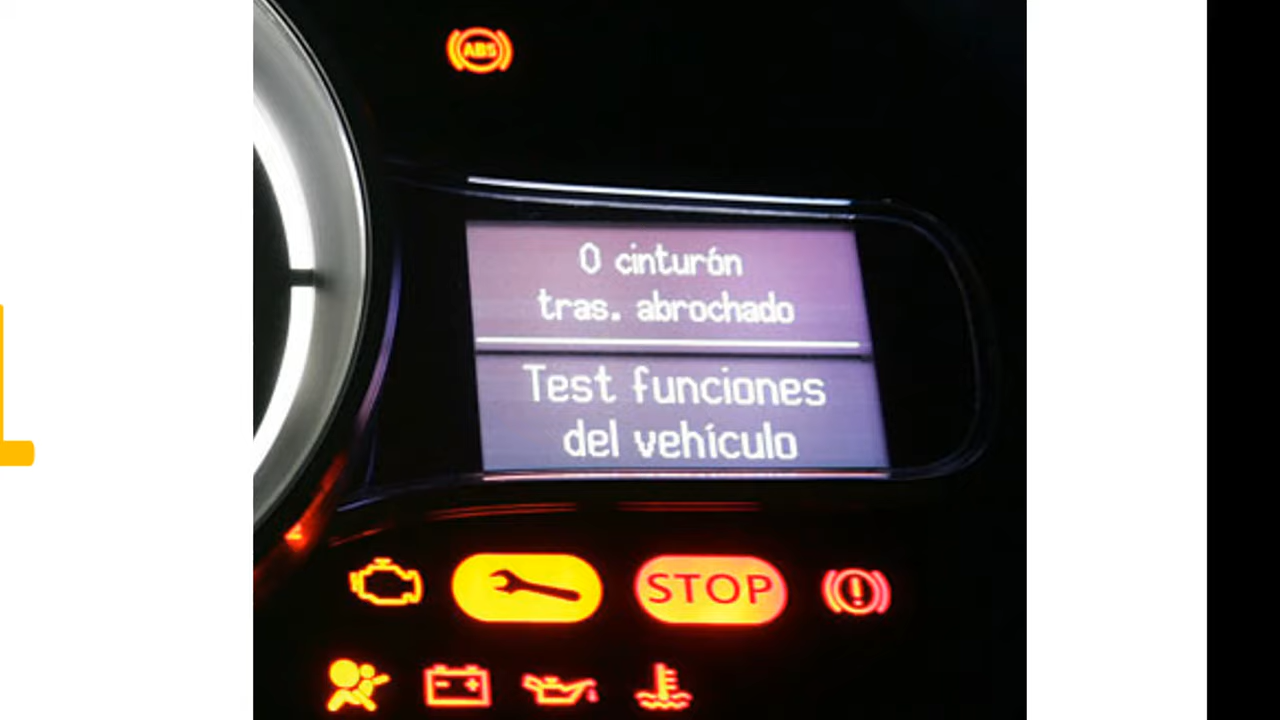 ABS
0 cinturón
tras. abrochado
Test funciones
del vehículo
STOP